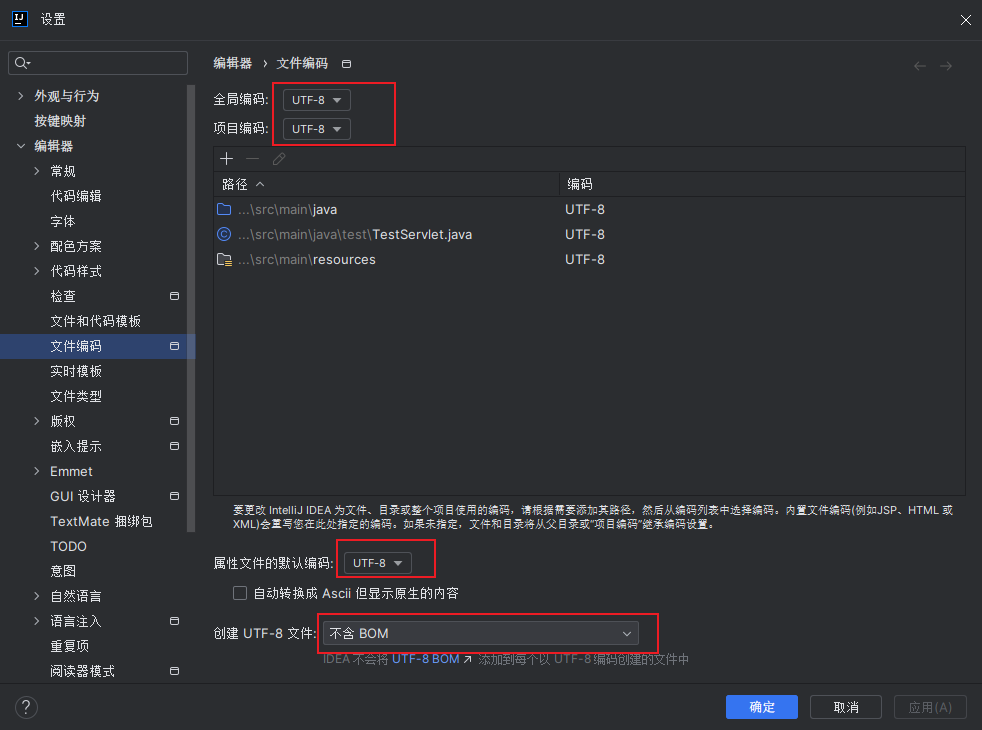 设置
编辑器 › 文件编码
外观与行为
按键映射
编辑器
常规
代码编辑
字体
配色方案
代码样式
检查
文件和代码模板
文件编码
实时模板
文件类型
版权
嵌入提示
Emmet
GUI 设计器
TextMate 捆绑包
TODO
意图
自然语言
语言注入
重复项
阅读器模式
全局编码: UTF-8
项目编码: UTF-8
路径 编码
...\src\main\java UTF-8
...\src\main\java\test\TestServlet.java UTF-8
...\src\main\resources UTF-8
要更改 IntelliJ IDEA 为文件、目录或整个项目使用的编码，请根据需要添加其路径，然后从编码列表中选择编码。内置文件编码(例如JSP、HTML 或
XML)会重写您在此处指定的编码。如果未指定，文件和目录将从父目录或“项目编码”继承编码设置。
属性文件的默认编码: UTF-8
自动转换成 Ascii 但显示原生的内容
创建 UTF-8 文件: 不含 BOM
IDEA 不会将 UTF-8 BOM ↗ 添加到每个以 UTF-8 编码创建的文件中
? 确定 取消 应用(A)